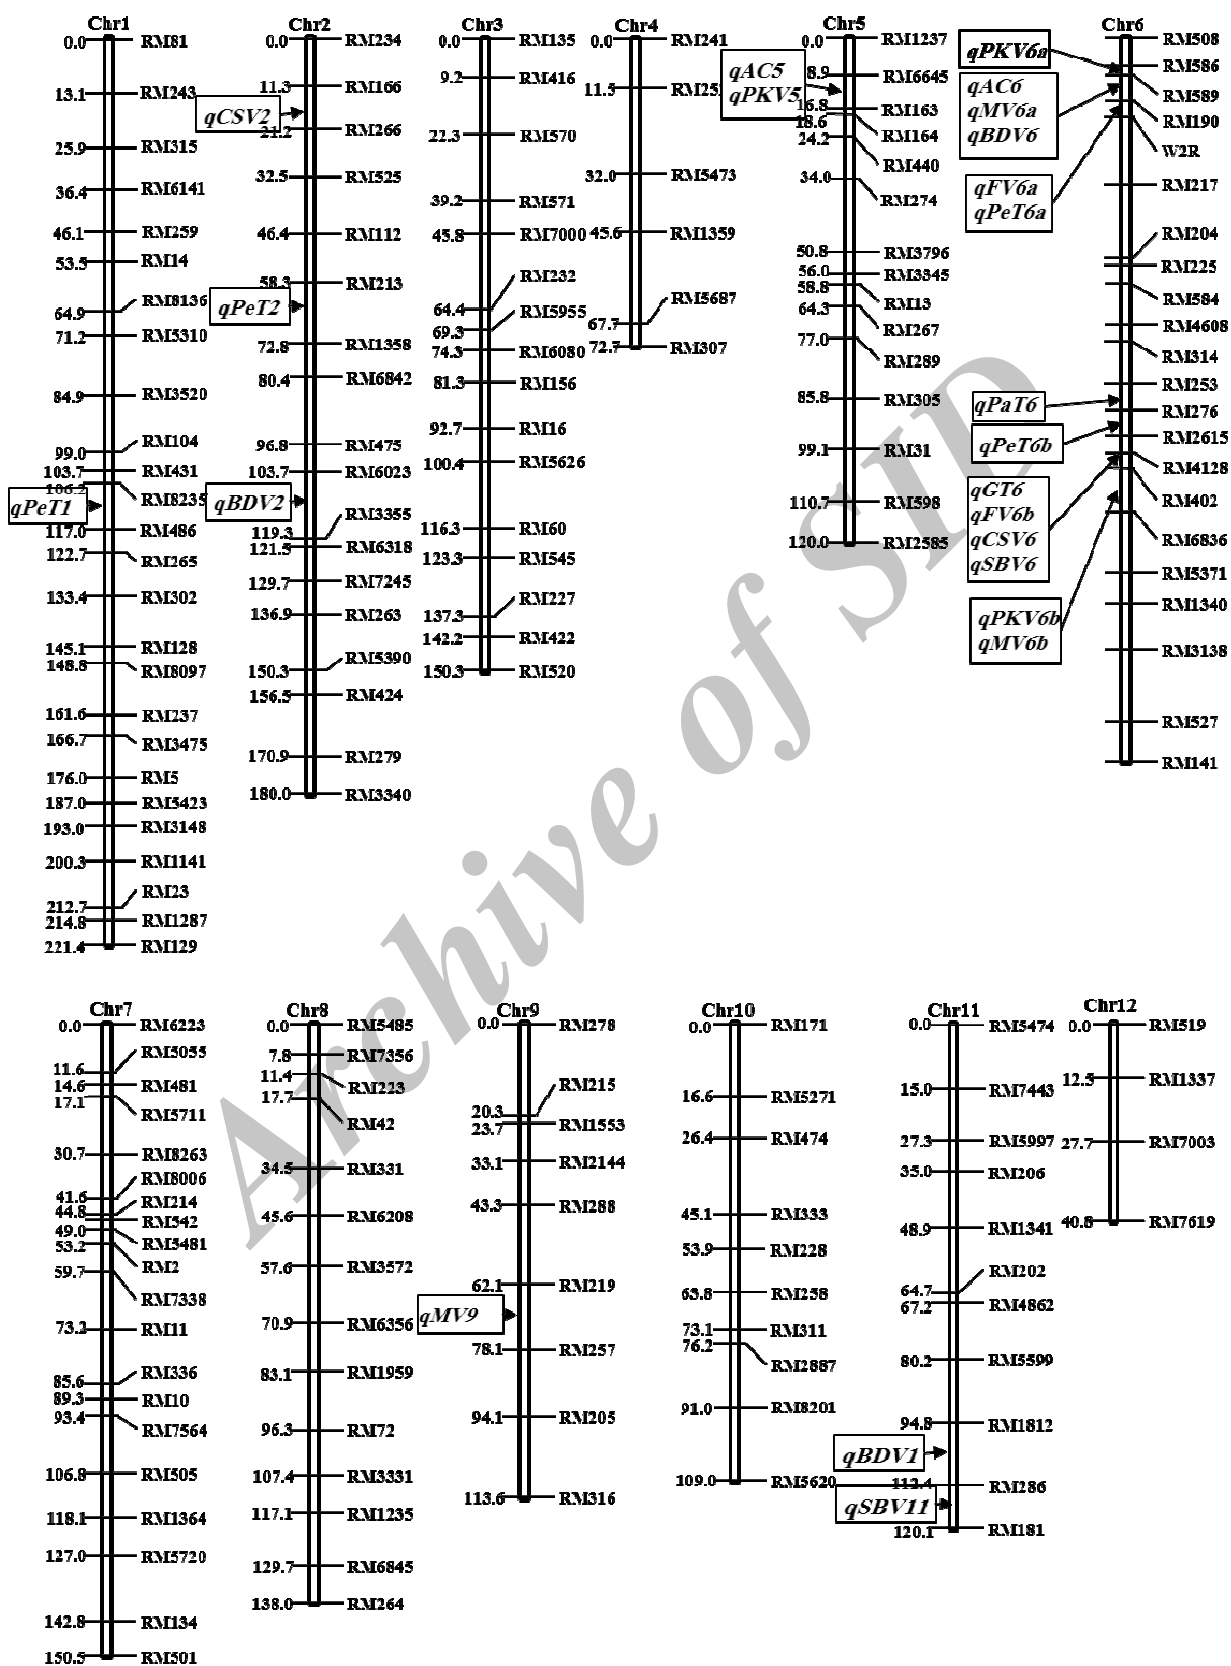 Chr1
0.0 RM81
13.1 RM243
25.9 RM315
36.4 RM6141
46.1 RM259
53.5 RM14
64.9 RM8136
71.2 RM5310
84.9 RM3520
99.0 RM104
103.7 RM431
106.2 RM8235
qPeT1
117.0 RM486
122.7 RM265
133.4 RM302
145.1 RM128
148.8 RM8097
161.6 RM237
166.7 RM3475
176.0 RM5
187.0 RM5423
193.0 RM3148
200.3 RM1141
212.7 RM23
214.8 RM1287
221.4 RM129
Chr2
0.0 RM234
11.3 RM166
qCSV2
21.2 RM266
32.5 RM525
46.4 RM112
58.3 RM213
qPeT2
72.8 RM1358
80.4 RM6842
96.8 RM475
103.7 RM6023
qBDV2
119.3 RM3355
121.5 RM6318
129.7 RM7245
136.9 RM263
150.3 RM5390
156.5 RM424
170.9 RM279
180.0 RM3340
Chr3
0.0 RM135
9.2 RM416
22.3 RM570
39.2 RM571
45.8 RM7000
64.4 RM232
69.3 RM5955
74.3 RM6080
81.3 RM156
92.7 RM16
100.4 RM5626
116.3 RM60
123.3 RM545
137.3 RM227
142.2 RM422
150.3 RM520
Chr4
0.0 RM241
11.5 RM25
32.0 RM5473
45.6 RM1359
67.7 RM5687
72.7 RM307
Chr5
0.0 RM1237
qAC5
qPKV5
8.9 RM6645
16.8 RM163
18.6 RM164
24.2 RM440
34.0 RM274
50.8 RM3796
56.0 RM3345
58.8 RM13
64.3 RM267
77.0 RM289
85.8 RM305
99.1 RM31
110.7 RM598
120.0 RM2585
Chr6
RM508
qPKV6a
RM586
RM589
qAC6
qMV6a
qBDV6
RM190
W2R
qFV6a
qPeT6a
RM217
RM204
RM225
RM584
RM4608
RM314
RM253
qPaT6
RM276
qPeT6b
RM2615
RM4128
qGT6
qFV6b
qCSV6
qSBV6
RM402
RM6836
RM5371
qPKV6b
qMV6b
RM1340
RM3138
RM527
RM141
Chr7
0.0 RM6223
11.6 RM5055
14.6 RM481
17.1 RM5711
30.7 RM8263
41.6 RM8006
44.8 RM214
RM542
49.0 RM5481
53.2 RM2
59.7 RM7338
73.2 RM11
85.6 RM336
89.3 RM10
93.4 RM7564
106.8 RM505
118.1 RM1364
127.0 RM5720
142.8 RM134
150.5 RM501
Chr8
0.0 RM5485
7.8 RM7356
11.4 RM223
17.7 RM42
34.5 RM331
45.6 RM6208
57.6 RM3572
70.9 RM6356
83.1 RM1959
96.3 RM72
107.4 RM3331
117.1 RM1235
129.7 RM6845
138.0 RM264
Chr9
0.0 RM278
20.3 RM215
23.7 RM1553
33.1 RM2144
43.3 RM288
62.1 RM219
qMV9
78.1 RM257
94.1 RM205
113.6 RM316
Chr10
0.0 RM171
16.6 RM5271
26.4 RM474
45.1 RM333
53.9 RM228
63.8 RM258
73.1 RM311
76.2 RM2887
91.0 RM8201
109.0 RM5620
Chr11
0.0 RM5474
15.0 RM7443
27.3 RM5997
35.0 RM206
48.9 RM1341
64.7 RM202
67.2 RM4862
80.2 RM5599
94.8 RM1812
qBDV1
112.4 RM286
qSBV11
120.1 RM181
Chr12
0.0 RM519
12.5 RM1337
27.7 RM7003
40.8 RM7619
Archive of SID